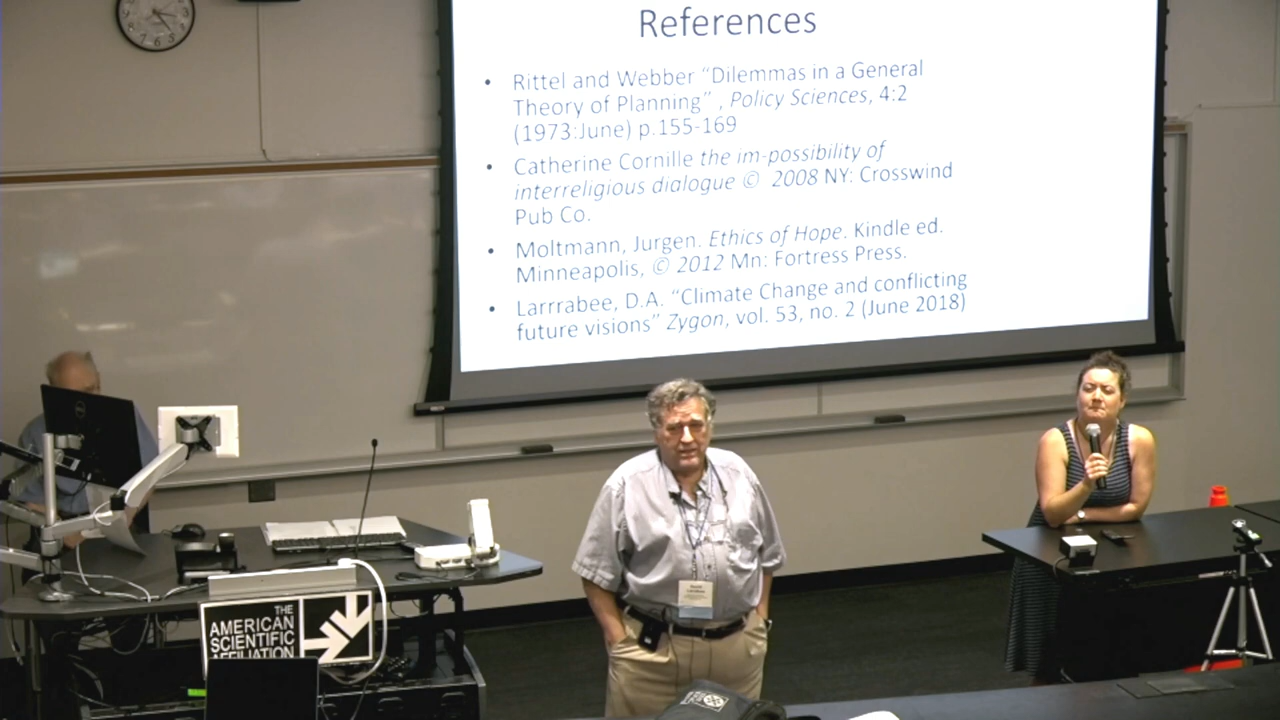 References
• Rittel and Webber “Dilemmas in a General
Theory of Planning” , Policy Sciences, 4:2
(1973:June) p.155-169
• Catherine Cornille the im-possibility of
interreligious dialogue © 2008 NY: Crosswind
Pub Co.
• Moltmann, Jurgen. Ethics of Hope. Kindle ed.
Minneapolis, © 2012 Mn: Fortress Press.
• Larrrabee, D.A. “Climate Change and conflicting
future visions” Zygon, vol. 53, no. 2 (June 2018)
THE
AMERICAN
SCIENTIFIC
AFFILIATION